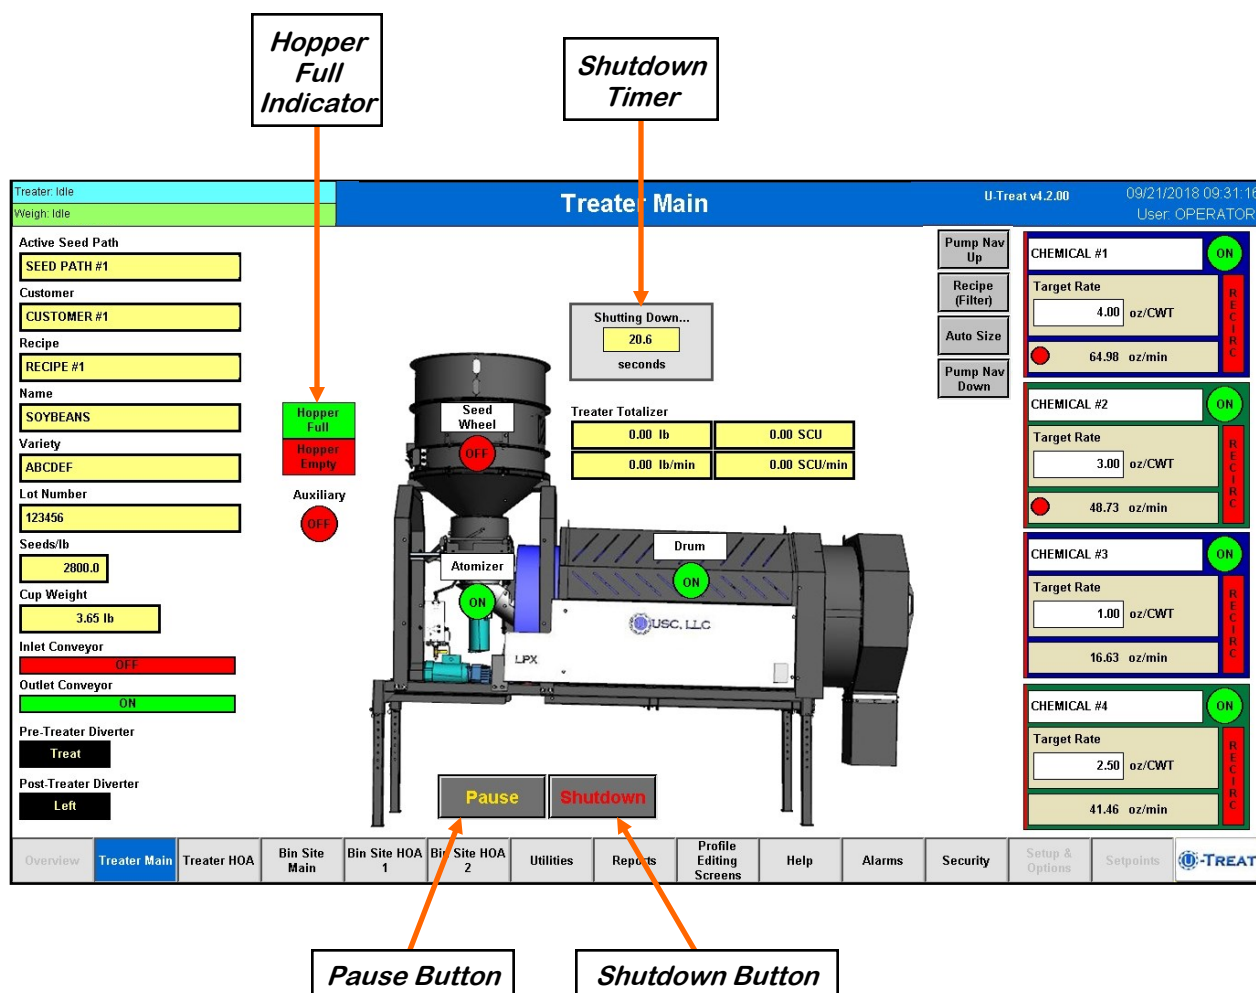 Hopper
Full
Indicator
Shutdown
Timer
Treater: Idle
Weigh: Idle
Treater Main
U-Treat v4.2.00
09/21/2018 09:31:16
User: OPERATOR
Active Seed Path
SEED PATH #1
Customer
CUSTOMER #1
Recipe
RECIPE #1
Name
SOYBEANS
Variety
ABCDEF
Lot Number
123456
Seeds/lb
2800.0
Cup Weight
3.65 lb
Inlet Conveyor
OFF
Outlet Conveyor
ON
Pre-Treater Diverter
Treat
Post-Treater Diverter
Left
Hopper
Full
Hopper
Empty
Auxiliary
OFF
Seed
Wheel
OFF
Atomizer
ON
Shutting Down...
20.6
seconds
Treater Totalizer
0.00 lb
0.00 SCU
0.00 lb/min
0.00 SCU/min
Drum
ON
USC, LLC
LPX
Pause
Shutdown
Pump Nav
Up
Recipe
(Filter)
Auto Size
Pump Nav
Down
CHEMICAL #1
ON
Target Rate
4.00 oz/CWT
64.98 oz/min
RECIRC
CHEMICAL #2
ON
Target Rate
3.00 oz/CWT
48.73 oz/min
RECIRC
CHEMICAL #3
ON
Target Rate
1.00 oz/CWT
16.63 oz/min
RECIRC
CHEMICAL #4
ON
Target Rate
2.50 oz/CWT
41.46 oz/min
RECIRC
Overview
Treater Main
Treater HOA
Bin Site
Main
Bin Site HOA
1
Bin Site HOA
2
Utilities
Reports
Profile
Editing
Screens
Help
Alarms
Security
Setup &
Options
Setpoints
U-TREAT
Pause Button
Shutdown Button